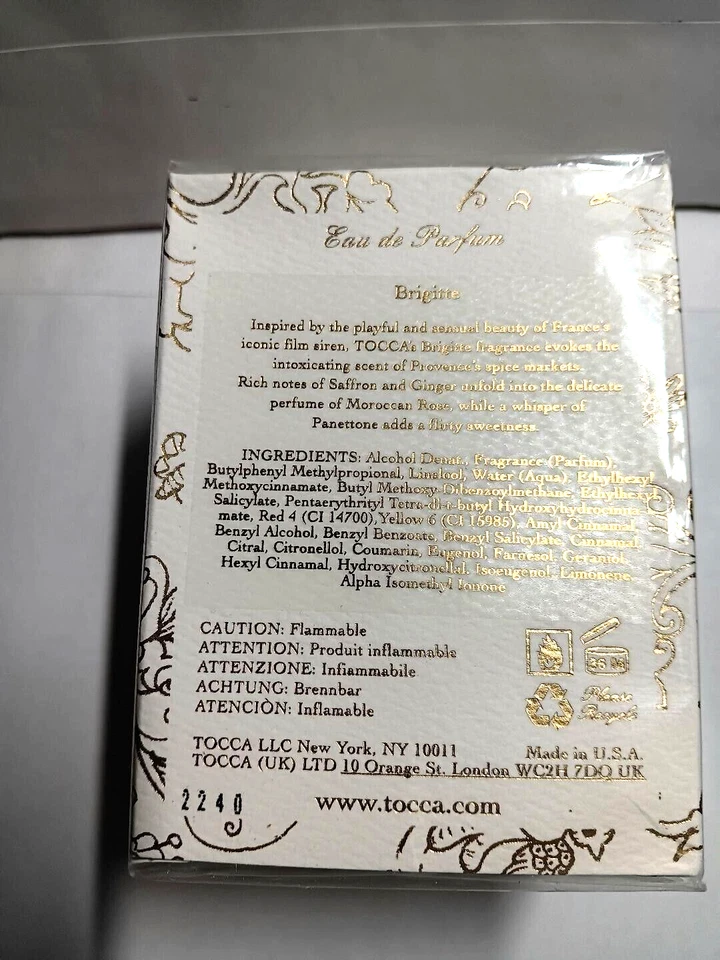 Eau de Parfum
Brigitte
Inspired by the playful and sensual beauty of France's
iconic film siren, TOCCA's Brigitte fragrance evokes the
intoxicating scent of Provence's spice markets.
Rich notes of Saffron and Ginger unfold into the delicate
perfume of Moroccan Rose, while a whisper of
Panettone adds a flirty sweetness.
INGREDIENTS: Alcohol Denat., Fragrance (Parfum),
Butylphenyl Methylpropional, Linalool, Water (Aqua), Ethylhexyl
Methoxycinnamate, Butyl Methoxy Dibenzoylmethane, Ethylhexyl
Salicylate, Pentaerythrityl Tetra-di-t-butyl Hydroxyhydrocinna-
mate, Red 4 (CI 14700), Yellow 6 (CI 15985), Amyl Cinnamal,
Benzyl Alcohol, Benzyl Benzoate, Benzyl Salicylate, Cinnamal,
Citral, Citronellol, Coumarin, Eugenol, Farnesol, Geraniol,
Hexyl Cinnamal, Hydroxycitronellal, Isoeugenol, Limonene,
Alpha Isomethyl Ionone
CAUTION: Flammable
ATTENTION: Produit inflammable
ATTENZIONE: Infiammabile
ACHTUNG: Brennbar
ATENCIÒN: Inflamable
36 M
Please
Recycle
TOCCA LLC New York, NY 10011 Made in U.S.A.
TOCCA (UK) LTD 10 Orange St. London WC2H 7DQ UK
2240
www.tocca.com